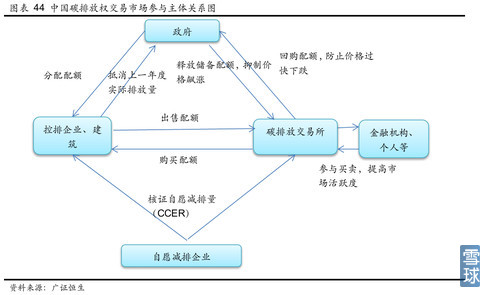 图表 44 中国碳排放权交易市场参与主体关系图
政府
分配配额
抵消上一年度
实际排放量
释放储备配额，抑制价
格飙涨
回购配额，防止价格过
快下跌
控排企业、建
筑
出售配额
购买配额
碳排放交易所
金融机构、
个人等
参与买卖，提高市
场活跃度
核证自愿减排量
（CCER）
自愿减排企业
资料来源：广证恒生
雪球